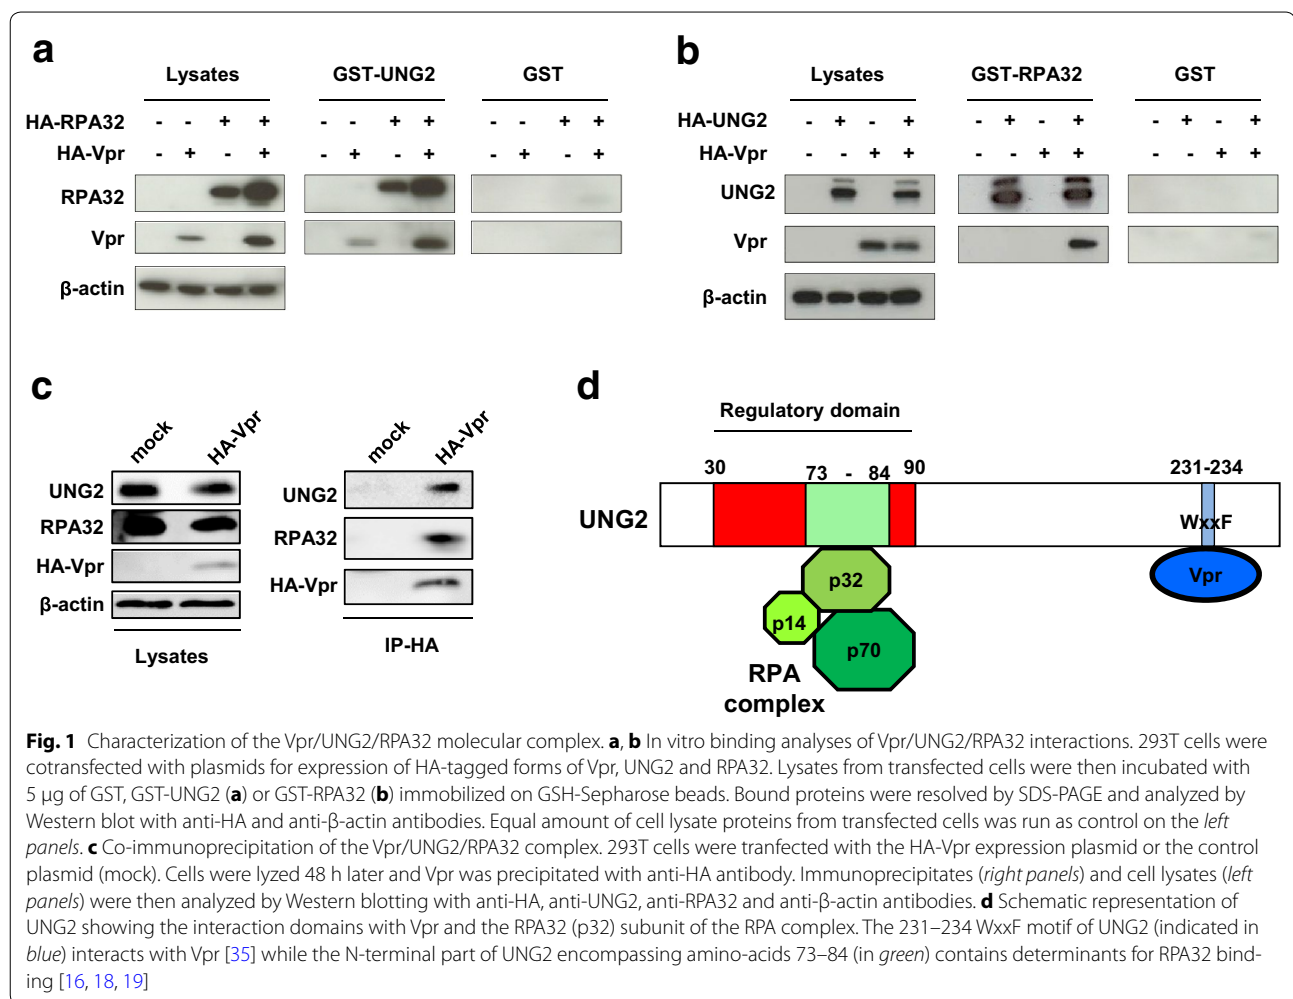 a
Lysates GST-UNG2 GST
HA-RPA32 - - + + - - + + - - + +
HA-Vpr - + - + - + - + - + - +
RPA32
Vpr
β-actin
b
Lysates GST-RPA32 GST
HA-UNG2 - + - + - + - + - + - +
HA-Vpr - - + + - - + + - - + +
UNG2
Vpr
β-actin
c
mock HA-Vpr
UNG2
RPA32
HA-Vpr
β-actin
Lysates
mock HA-Vpr
UNG2
RPA32
HA-Vpr
IP-HA
d
Regulatory domain
30 73 - 84 90 231-234
UNG2 WxxF
p32 Vpr
p14
p70
RPA
complex
Fig. 1 Characterization of the Vpr/UNG2/RPA32 molecular complex. a, b In vitro binding analyses of Vpr/UNG2/RPA32 interactions. 293T cells were
cotransfected with plasmids for expression of HA-tagged forms of Vpr, UNG2 and RPA32. Lysates from transfected cells were then incubated with
5 μg of GST, GST-UNG2 (a) or GST-RPA32 (b) immobilized on GSH-Sepharose beads. Bound proteins were resolved by SDS-PAGE and analyzed by
Western blot with anti-HA and anti-β-actin antibodies. Equal amount of cell lysate proteins from transfected cells was run as control on the left
panels. c Co-immunoprecipitation of the Vpr/UNG2/RPA32 complex. 293T cells were tranfected with the HA-Vpr expression plasmid or the control
plasmid (mock). Cells were lyzed 48 h later and Vpr was precipitated with anti-HA antibody. Immunoprecipitates (right panels) and cell lysates (left
panels) were then analyzed by Western blotting with anti-HA, anti-UNG2, anti-RPA32 and anti-β-actin antibodies. d Schematic representation of
UNG2 showing the interaction domains with Vpr and the RPA32 (p32) subunit of the RPA complex. The 231–234 WxxF motif of UNG2 (indicated in
blue) interacts with Vpr [35] while the N-terminal part of UNG2 encompassing amino-acids 73–84 (in green) contains determinants for RPA32 bind-
ing [16, 18, 19]